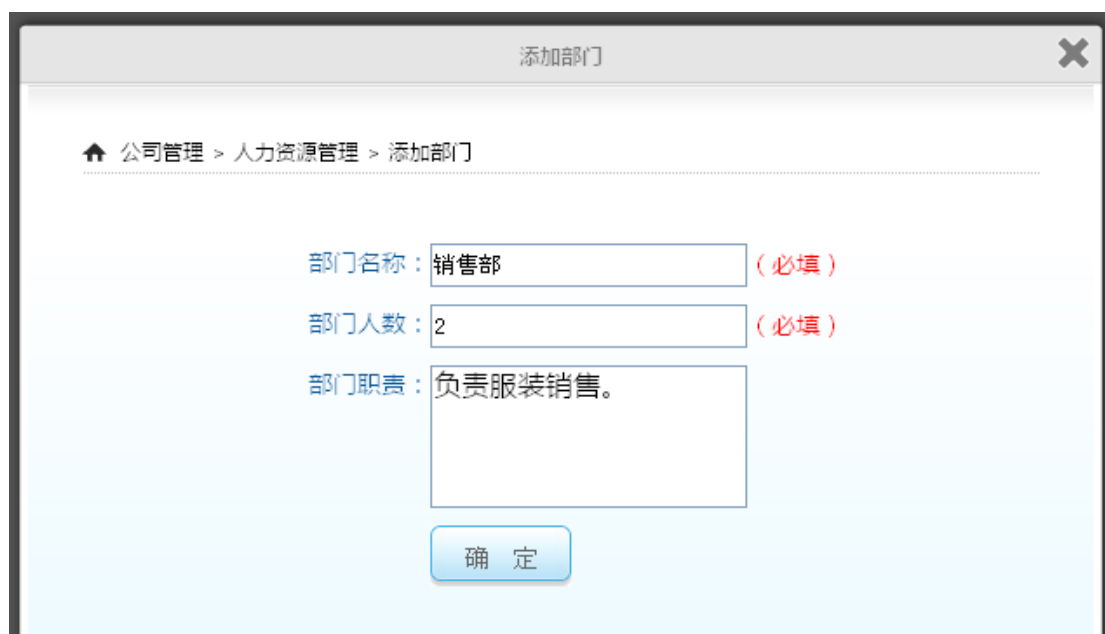 添加部门
公司管理 > 人力资源管理 > 添加部门
部门名称：销售部（必填）
部门人数：2（必填）
部门职责：负责服装销售。
确 定